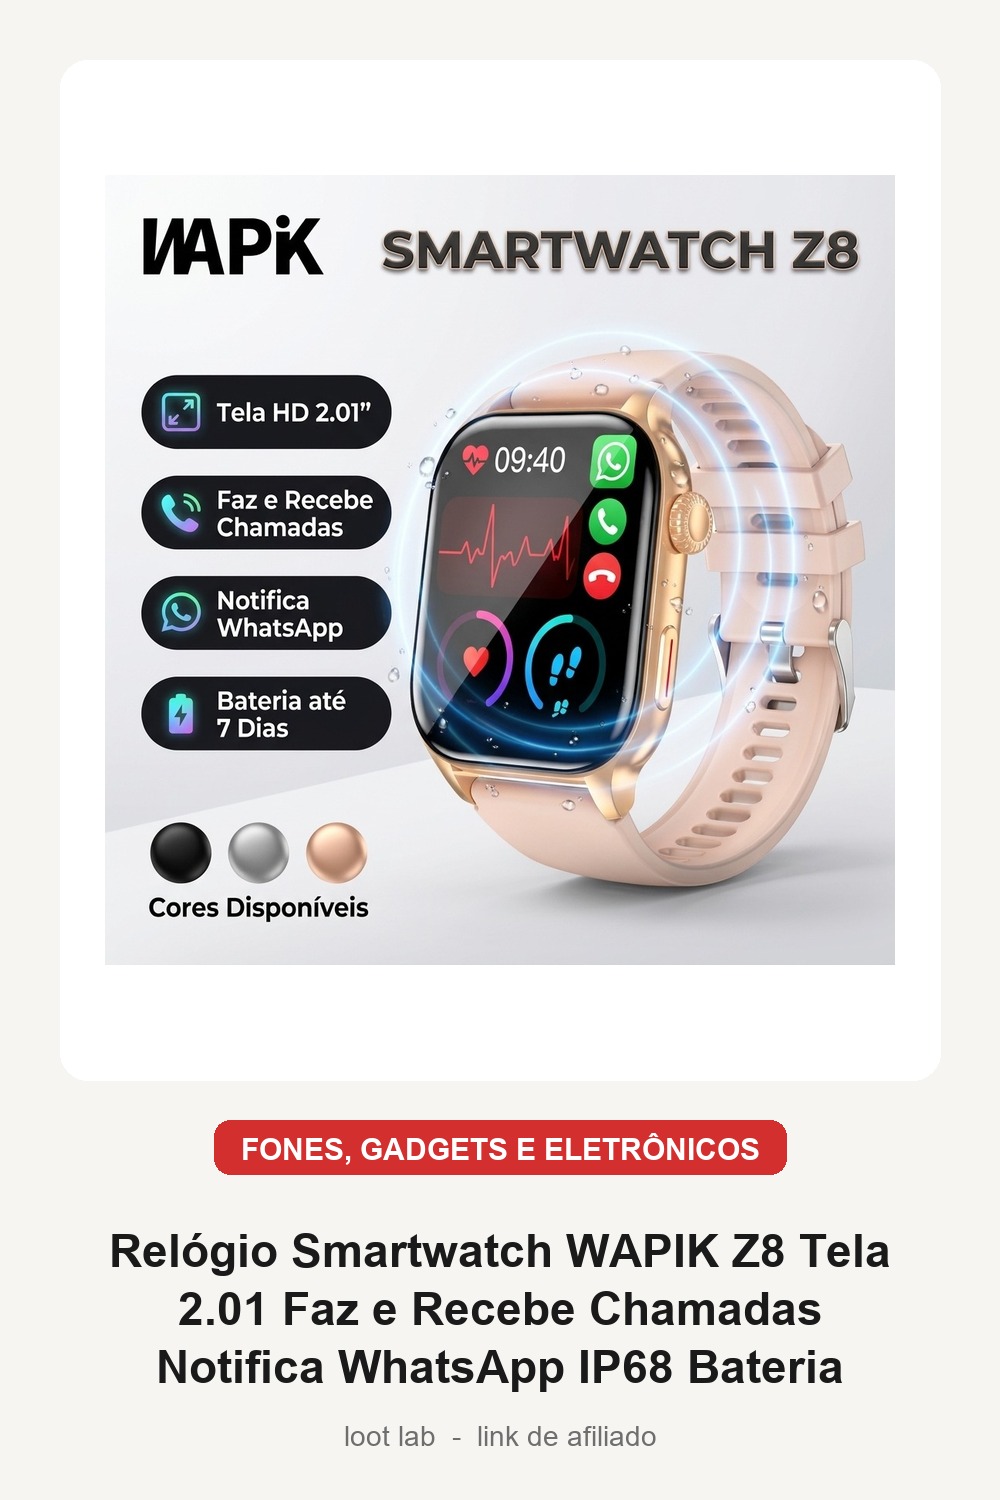 WAPiK
SMARTWATCH Z8
Tela HD 2.01”
Faz e Recebe
Chamadas
Notifica
WhatsApp
Bateria até
7 Dias
09:40
Cores Disponíveis
FONES, GADGETS E ELETRÔNICOS
Relógio Smartwatch WAPIK Z8 Tela
2.01 Faz e Recebe Chamadas
Notifica WhatsApp IP68 Bateria
loot lab - link de afiliado